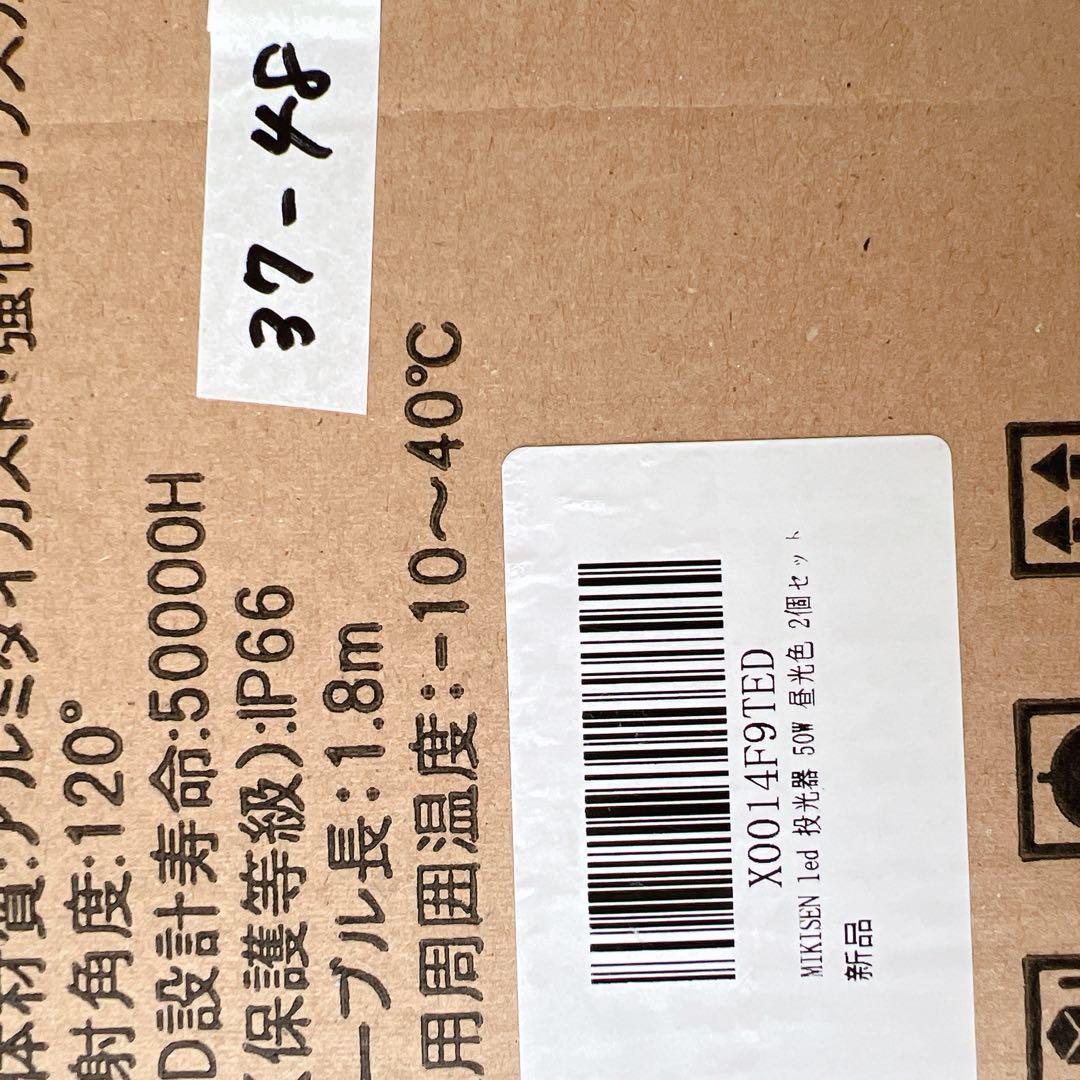 37-48
体材質:アルミダイカスト・強化ガラス
射角度:120°
D設計寿命:50000H
保護等級):IP66
ーブル長:1.8m
用周囲温度:-10~40℃
X0014F9TED
MIKISEN led 投光器 50W 昼光色 2個セット
新品